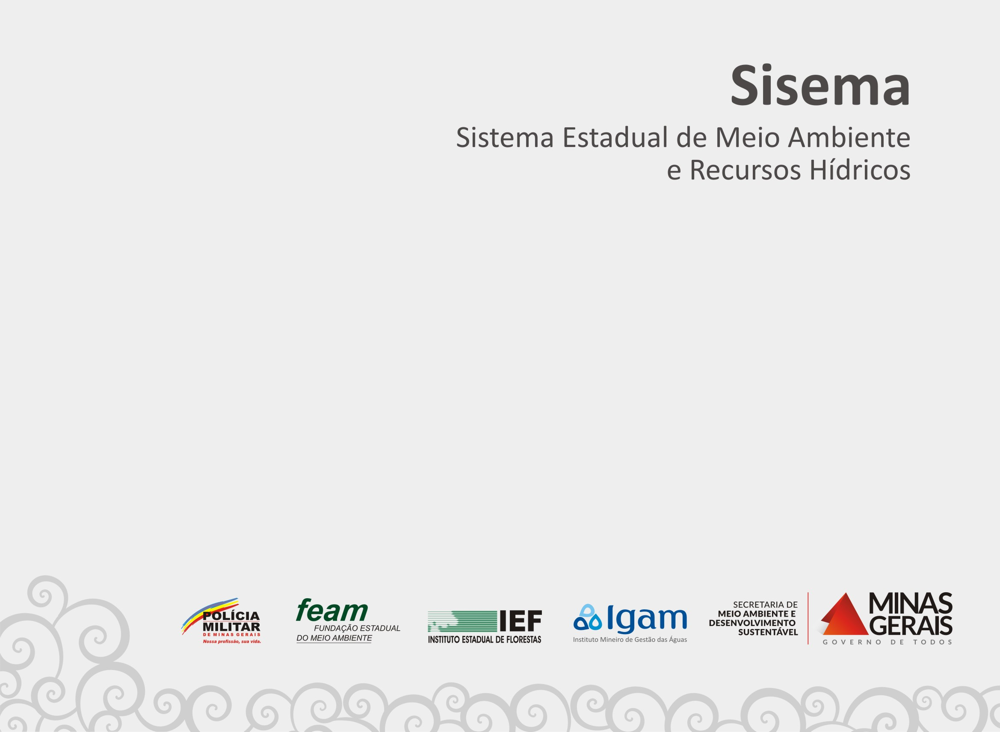 Sisema
Sistema Estadual de Meio Ambiente
e Recursos Hídricos
POLÍCIA
MILITAR
DE MINAS GERAIS
Nossa profissão, sua vida.
feam
FUNDAÇÃO ESTADUAL
DO MEIO AMBIENTE
IEF
INSTITUTO ESTADUAL DE FLORESTAS
Igam
Instituto Mineiro de Gestão das Águas
SECRETARIA DE
MEIO AMBIENTE E
DESENVOLVIMENTO
SUSTENTÁVEL
MINAS
GERAIS
GOVERNO DE TODOS